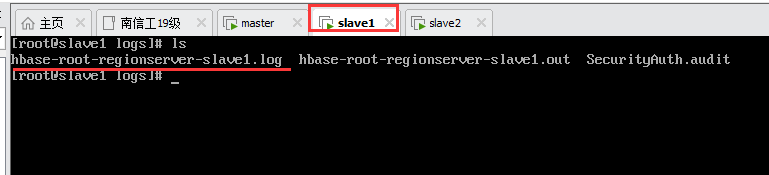 主页 南信工19级 master slave1 slave2
[root@slave1 logs]# ls
hbase-root-regionserver-slave1.log hbase-root-regionserver-slave1.out SecurityAuth.audit
[root@slave1 logs]# _